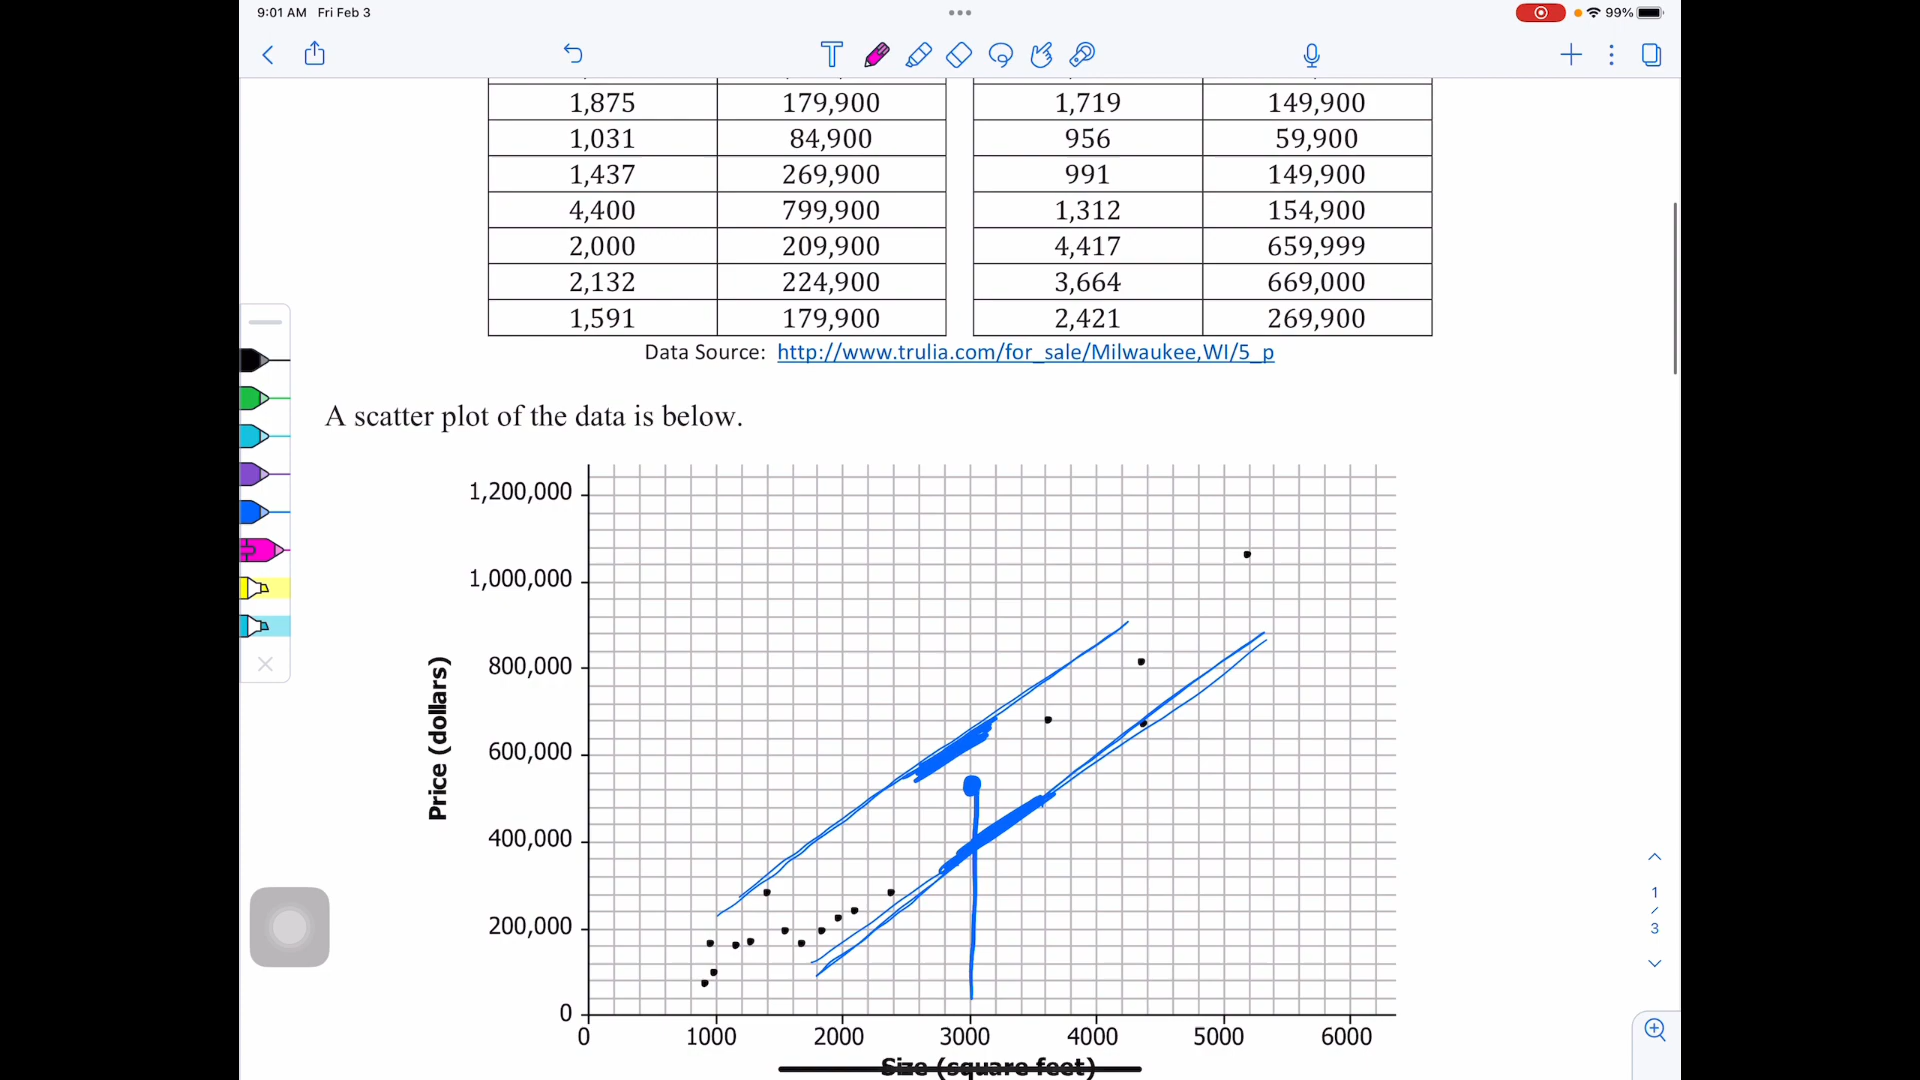 9:01 AM Fri Feb 3
99%
1,875 179,900 1,719 149,900
1,031 84,900 956 59,900
1,437 269,900 991 149,900
4,400 799,900 1,312 154,900
2,000 209,900 4,417 659,999
2,132 224,900 3,664 669,000
1,591 179,900 2,421 269,900
Data Source: http://www.trulia.com/for_sale/Milwaukee,WI/5_p
A scatter plot of the data is below.
1,200,000
1,000,000
800,000
600,000
400,000
200,000
0
Price (dollars)
0 1000 2000 3000 4000 5000 6000
Size (square feet)
1
/
3